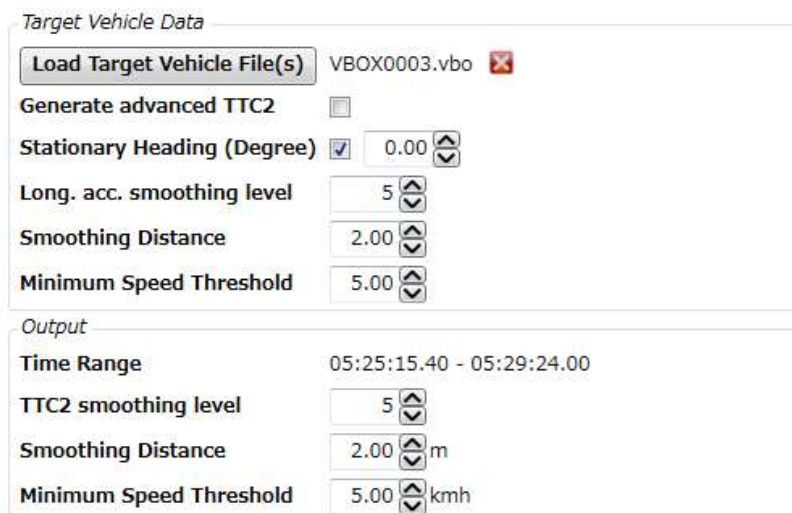 Target Vehicle Data
Load Target Vehicle File(s) VBOX0003.vbo
Generate advanced TTC2
Stationary Heading (Degree) 0.00
Long. acc. smoothing level 5
Smoothing Distance 2.00
Minimum Speed Threshold 5.00
Output
Time Range 05:25:15.40 - 05:29:24.00
TTC2 smoothing level 5
Smoothing Distance 2.00 m
Minimum Speed Threshold 5.00 kmh